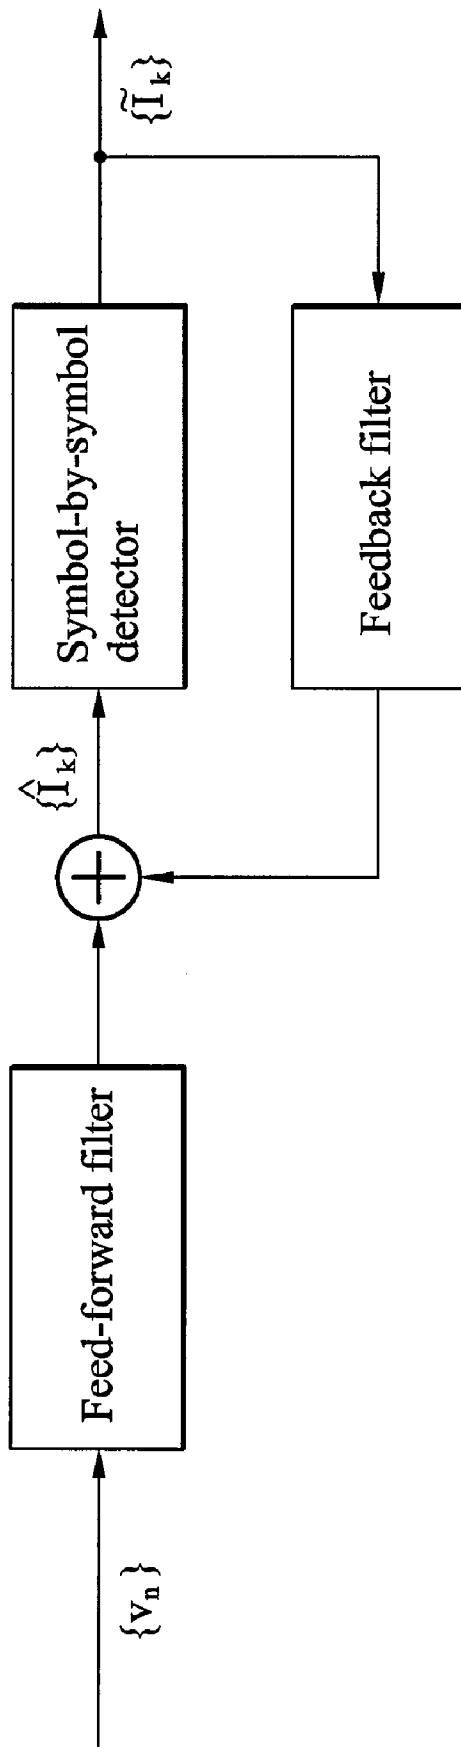 {v_n}
Feed-forward filter
{Î_k}
Symbol-by-symbol
detector
{Ĩ_k}
Feedback filter